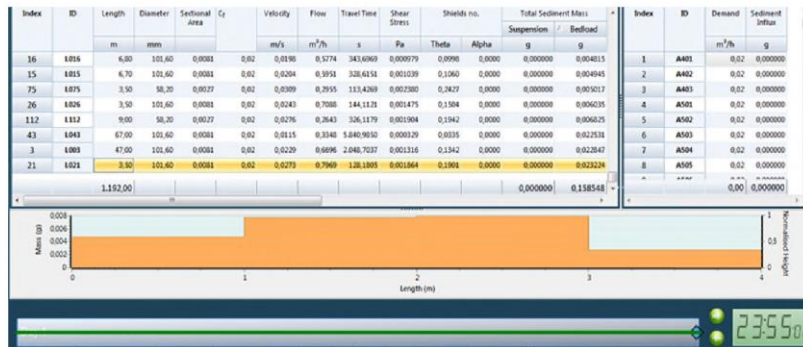 Index ID Length Diameter Sectional Area Cf Velocity Flow Travel Time Shear Stress Shields no. Total Sediment Mass
Suspension Bedload
m mm m/s m³/h s Pa Theta Alpha g g
16 L016 6,80 101,60 0,0081 0,02 0,0198 0,5774 343,6969 0,000979 0,0998 0,0000 0,000000 0,004815
15 L015 6,70 101,60 0,0081 0,02 0,0204 0,5951 328,6151 0,001039 0,1060 0,0000 0,000000 0,004945
75 L075 3,50 58,20 0,0027 0,02 0,0309 0,2955 113,4269 0,002380 0,2427 0,0000 0,000000 0,005017
26 L026 3,50 101,60 0,0081 0,02 0,0243 0,7088 144,1121 0,001475 0,1504 0,0000 0,000000 0,006035
112 L112 9,00 58,20 0,0027 0,02 0,0276 0,2643 326,1179 0,001904 0,1942 0,0000 0,000000 0,006825
43 L043 67,00 101,60 0,0081 0,02 0,0115 0,3348 5.840,9850 0,000329 0,0335 0,0000 0,000000 0,022531
3 L003 47,00 101,60 0,0081 0,02 0,0229 0,6696 2.048,7037 0,001316 0,1342 0,0000 0,000000 0,022847
21 L021 3,50 101,60 0,0081 0,02 0,0273 0,7969 128,1805 0,001864 0,1901 0,0000 0,000000 0,023224
1.192,00 0,000000 0,158548
Index ID Demand Sediment Influx
m³/h g
1 A401 0,02 0,000000
2 A402 0,02 0,000000
3 A403 0,02 0,000000
4 A501 0,02 0,000000
5 A502 0,02 0,000000
6 A503 0,02 0,000000
7 A504 0,02 0,000000
8 A505 0,02 0,000000
0,00 0,000000
Mass (g)
0,008
0,006
0,004
0,002
0
0 1 2 3 4
Length (m)
1
0,5
0
Normalised Height
23:55:0